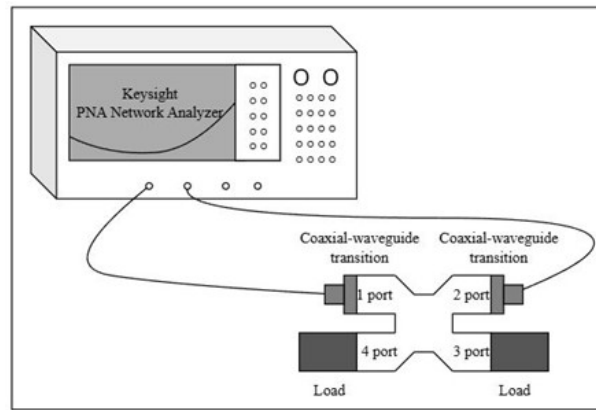 Keysight
PNA Network Analyzer
Coaxial-waveguide
transition
Coaxial-waveguide
transition
1 port
2 port
4 port
3 port
Load
Load